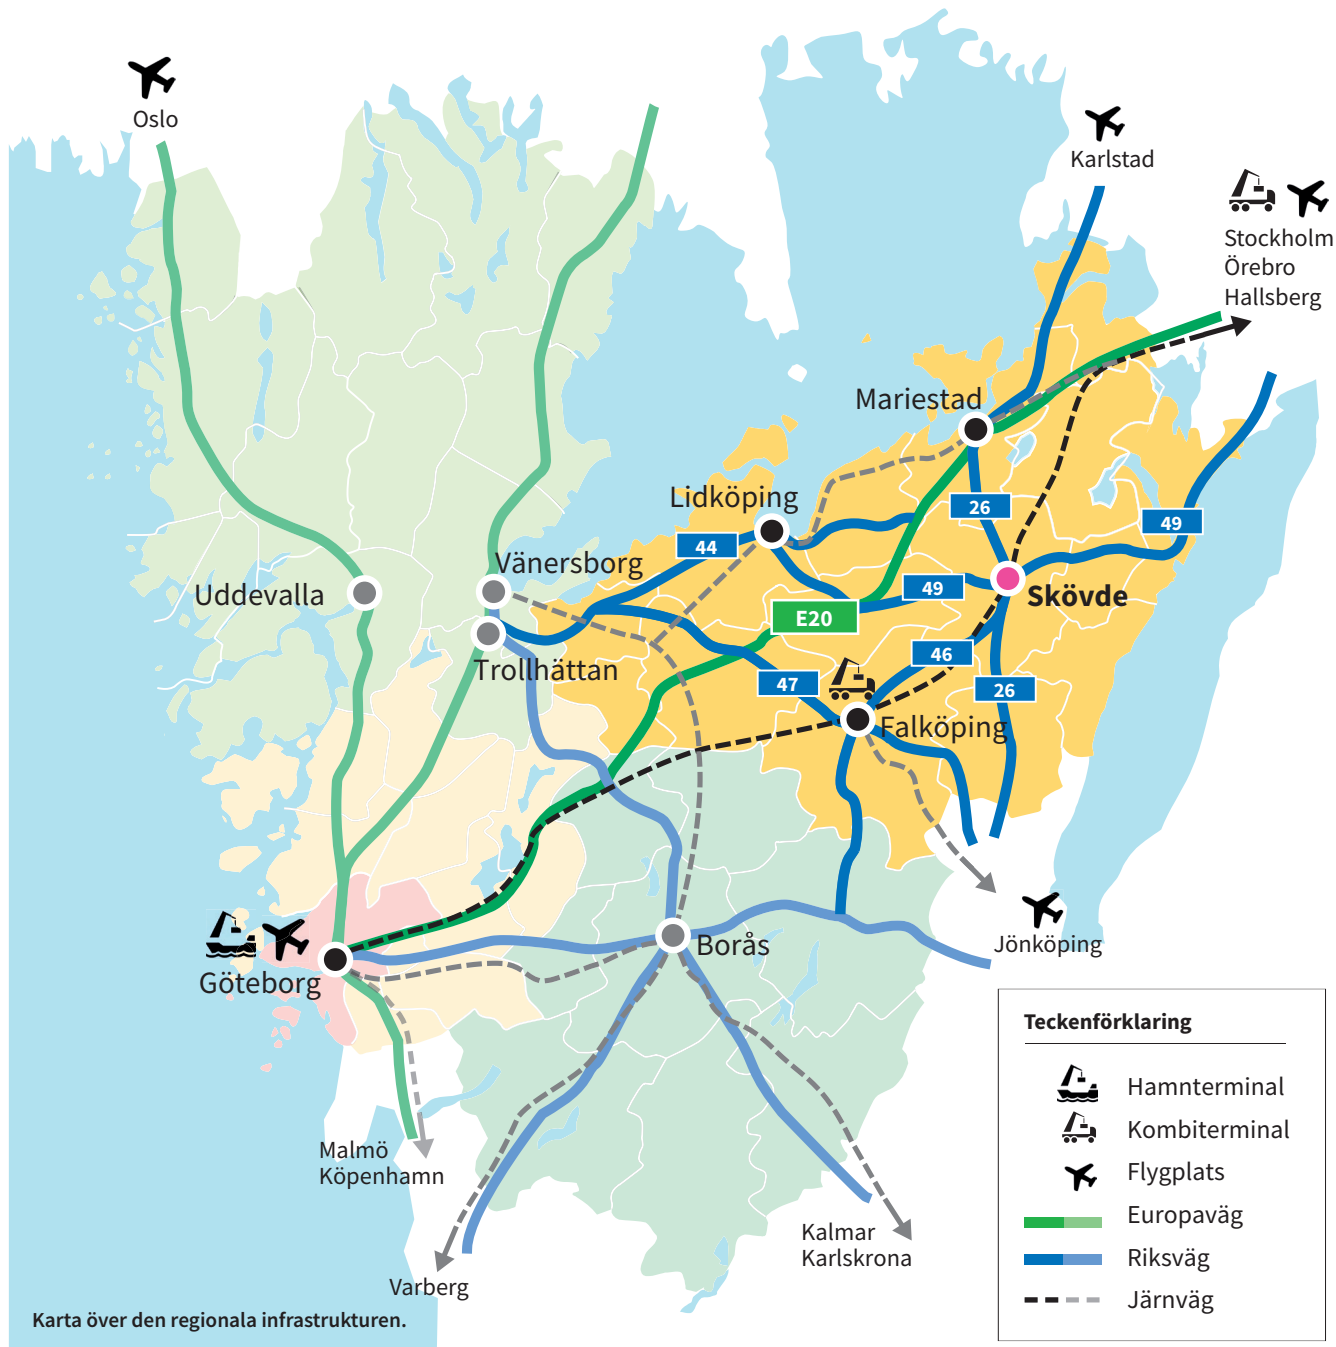 Oslo
Karlstad
Stockholm
Örebro
Hallsberg
Mariestad
Lidköping
26
49
44
Vänersborg
Uddevalla
49
Skövde
E20
46
Trollhättan
47
26
Falköping
Göteborg
Borås
Jönköping
Malmö
Köpenhamn
Kalmar
Karlskrona
Varberg
Teckenförklaring
Hamnterminal
Kombiterminal
Flygplats
Europaväg
Riksväg
Järnväg
Karta över den regionala infrastrukturen.